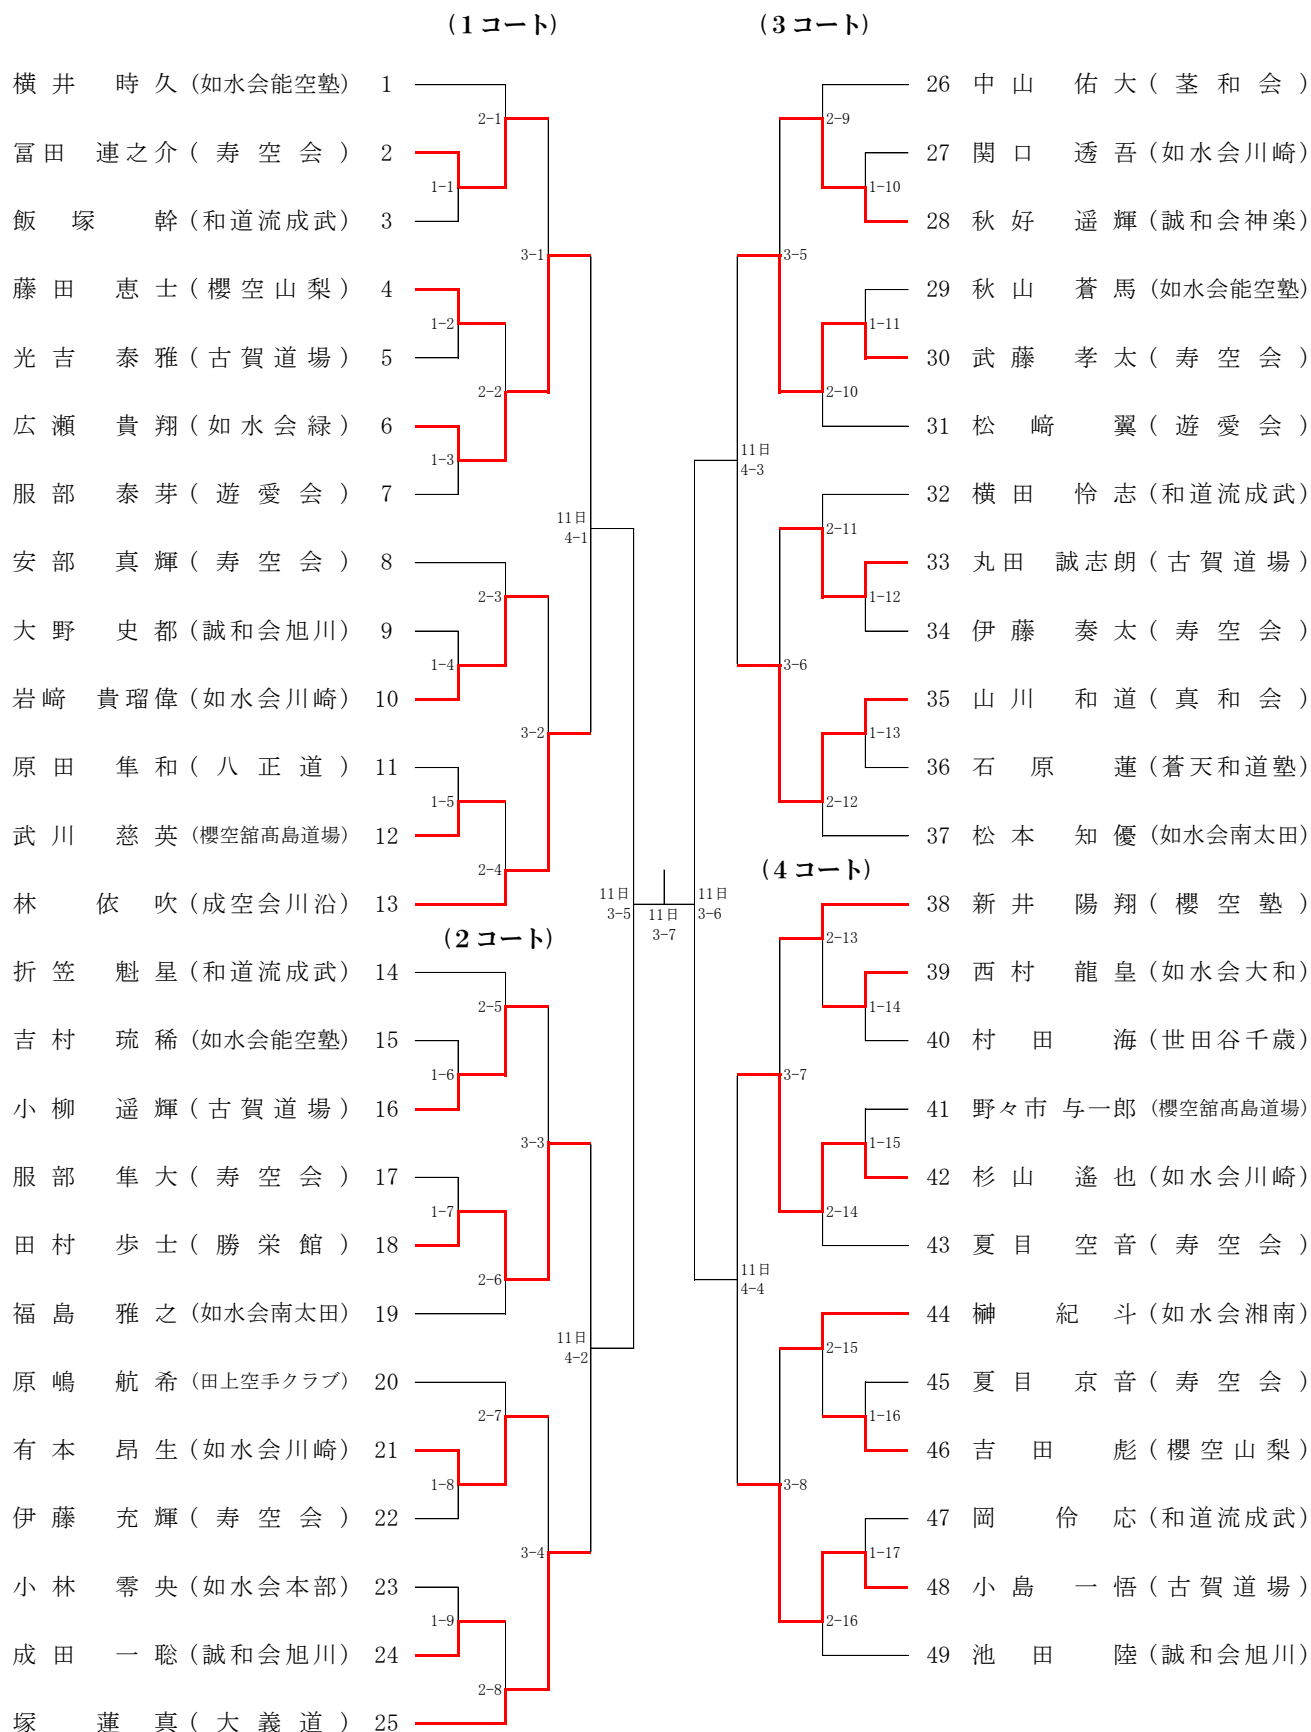 (1コート)
横井 時久 (如水会能空塾) 1
2-1
冨田 連之介 (寿空会) 2
1-1
飯塚 幹 (和道流成武) 3
3-1
藤田 恵士 (櫻空山梨) 4
1-2
光吉 泰雅 (古賀道場) 5
2-2
広瀬 貴翔 (如水会緑) 6
1-3
服部 泰芽 (遊愛会) 7
11日
4-1
安部 真輝 (寿空会) 8
2-3
大野 史都 (誠和会旭川) 9
1-4
岩﨑 貴瑠偉 (如水会川崎) 10
3-2
原田 隼和 (八正道) 11
1-5
武川 慈英 (櫻空舘髙島道場) 12
2-4
林 依吹 (成空会川沿) 13
11日
3-5
(2コート)
折笠 魁星 (和道流成武) 14
2-5
吉村 琉稀 (如水会能空塾) 15
1-6
小柳 遥輝 (古賀道場) 16
3-3
服部 隼大 (寿空会) 17
1-7
田村 歩士 (勝栄館) 18
2-6
福島 雅之 (如水会南太田) 19
11日
4-2
原嶋 航希 (田上空手クラブ) 20
2-7
有本 昂生 (如水会川崎) 21
1-8
伊藤 充輝 (寿空会) 22
3-4
小林 零央 (如水会本部) 23
1-9
成田 一聡 (誠和会旭川) 24
2-8
塚 蓮真 (大義道) 25
11日
3-7
(3コート)
26 中山 佑大 (茎和会)
2-9
27 関口 透吾 (如水会川崎)
1-10
28 秋好 遥輝 (誠和会神楽)
3-5
29 秋山 蒼馬 (如水会能空塾)
1-11
30 武藤 孝太 (寿空会)
2-10
31 松﨑 翼 (遊愛会)
11日
4-3
32 横田 怜志 (和道流成武)
2-11
33 丸田 誠志朗 (古賀道場)
1-12
34 伊藤 奏太 (寿空会)
3-6
35 山川 和道 (真和会)
1-13
36 石原 蓮 (蒼天和道塾)
2-12
37 松本 知優 (如水会南太田)
11日
3-6
(4コート)
38 新井 陽翔 (櫻空塾)
2-13
39 西村 龍皇 (如水会大和)
1-14
40 村田 海 (世田谷千歳)
3-7
41 野々市 与一郎 (櫻空舘髙島道場)
1-15
42 杉山 遙也 (如水会川崎)
2-14
43 夏目 空音 (寿空会)
11日
4-4
44 榊 紀斗 (如水会湘南)
2-15
45 夏目 京音 (寿空会)
1-16
46 吉田 彪 (櫻空山梨)
3-8
47 岡 伶応 (和道流成武)
1-17
48 小島 一悟 (古賀道場)
2-16
49 池田 陸 (誠和会旭川)